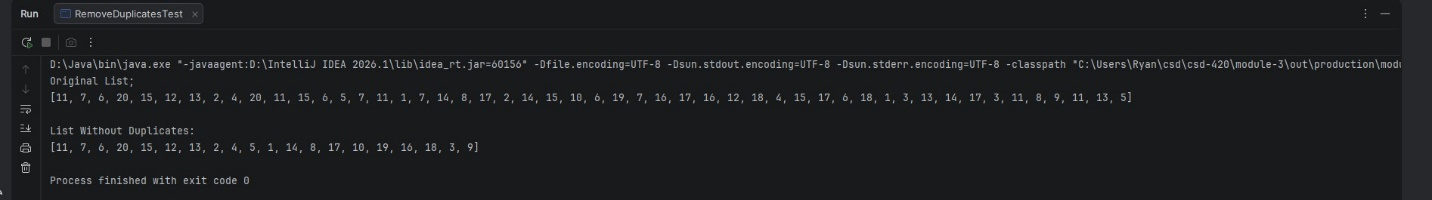 Run RemoveDuplicatesTest
D:\Java\bin\java.exe "-javaagent:D:\IntelliJ IDEA 2026.1\lib\idea_rt.jar=60156" -Dfile.encoding=UTF-8 -Dsun.stdout.encoding=UTF-8 -Dsun.stderr.encoding=UTF-8 -classpath "C:\Users\Ryan\csd\csd-420\module-3\out\production\modu
Original List;
[11, 7, 6, 20, 15, 12, 13, 2, 4, 20, 11, 15, 6, 5, 7, 11, 1, 7, 14, 8, 17, 2, 14, 15, 10, 6, 19, 7, 16, 17, 16, 12, 18, 4, 15, 17, 6, 18, 1, 3, 13, 14, 17, 3, 11, 8, 9, 11, 13, 5]
List Without Duplicates:
[11, 7, 6, 20, 15, 12, 13, 2, 4, 5, 1, 14, 8, 17, 10, 19, 16, 18, 3, 9]
Process finished with exit code 0